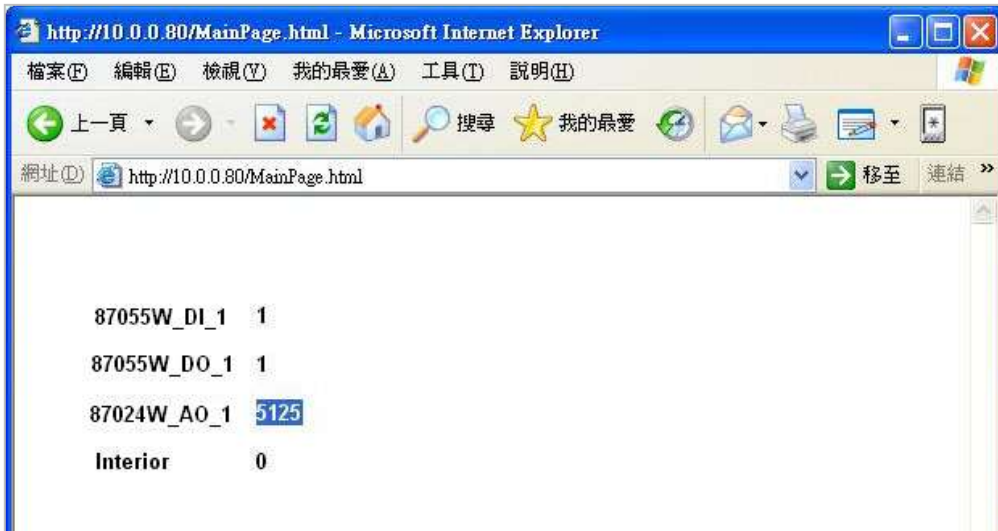 http://10.0.0.80/MainPage.html - Microsoft Internet Explorer
檔案(F) 編輯(E) 檢視(V) 我的最愛(A) 工具(T) 說明(H)
上一頁 搜尋 我的最愛
網址(D) http://10.0.0.80/MainPage.html 移至 連結 »
87055W_DI_1 1
87055W_DO_1 1
87024W_AO_1 5125
Interior 0